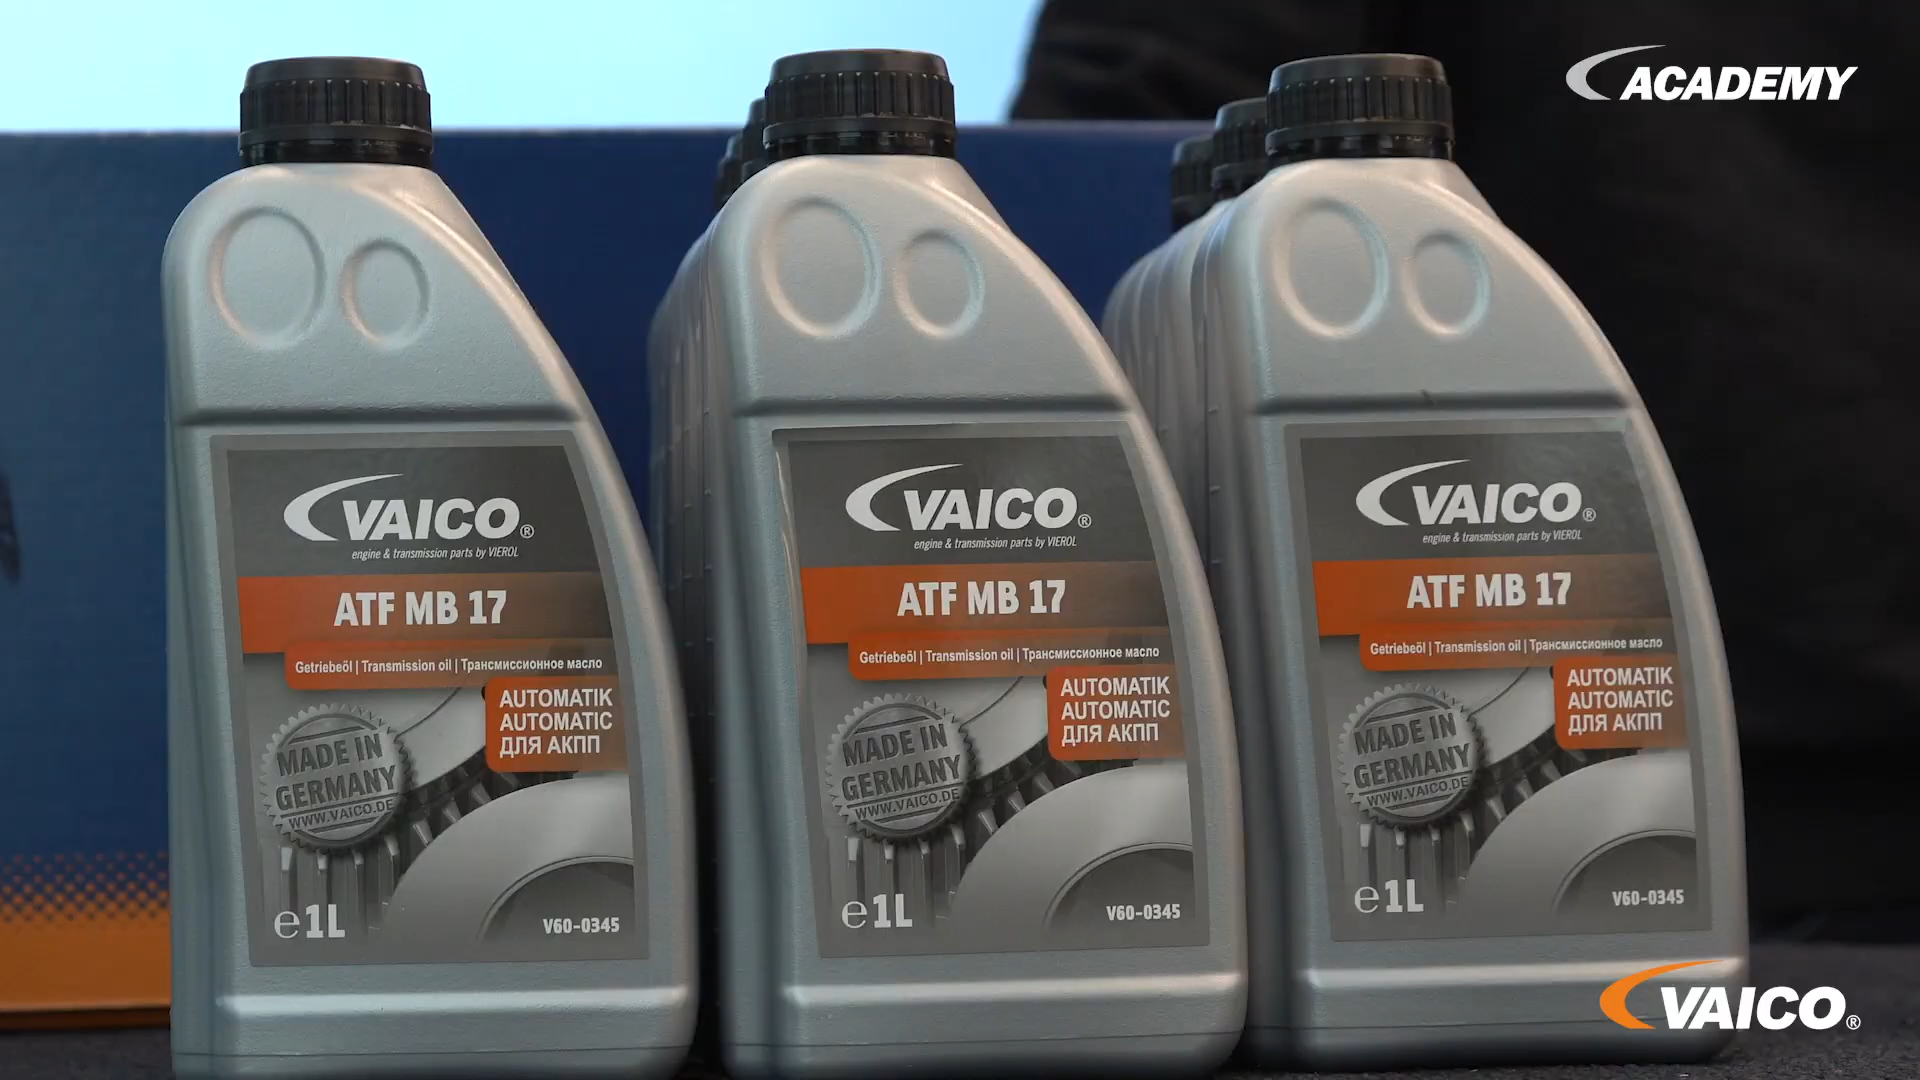 ACADEMY
VAICO®
engine & transmission parts by VIEROL
ATF MB 17
Getriebeöl | Transmission oil | Трансмиссионное масло
AUTOMATIK
AUTOMATIC
ДЛЯ АКПП
MADE IN
GERMANY
WWW.VAICO.DE
℮1L
V60-0345
VAICO®
engine & transmission parts by VIEROL
ATF MB 17
Getriebeöl | Transmission oil | Трансмиссионное масло
AUTOMATIK
AUTOMATIC
ДЛЯ АКПП
MADE IN
GERMANY
WWW.VAICO.DE
℮1L
V60-0345
VAICO®
engine & transmission parts by VIEROL
ATF MB 17
Getriebeöl | Transmission oil | Трансмиссионное масло
AUTOMATIK
AUTOMATIC
ДЛЯ АКПП
MADE IN
GERMANY
WWW.VAICO.DE
℮1L
V60-0345
VAICO®